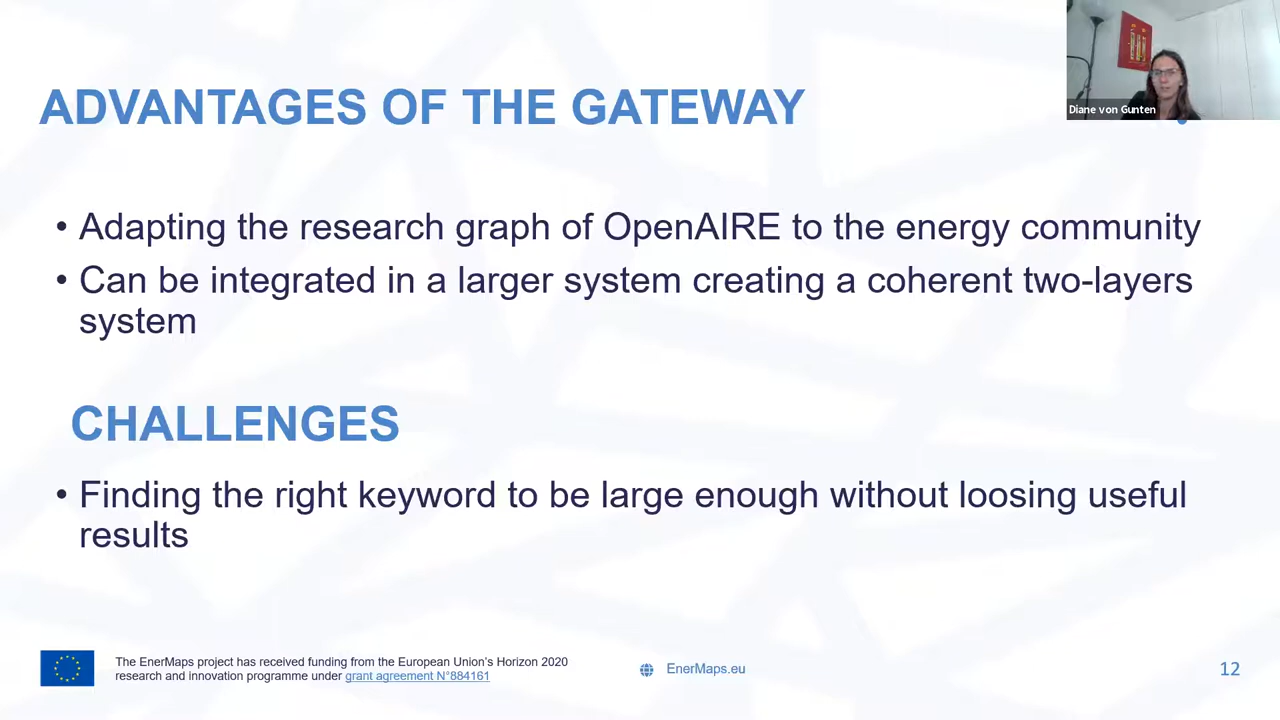 ADVANTAGES OF THE GATEWAY
Diane von Gunten
• Adapting the research graph of OpenAIRE to the energy community
• Can be integrated in a larger system creating a coherent two-layers
system
CHALLENGES
• Finding the right keyword to be large enough without loosing useful
results
The EnerMaps project has received funding from the European Union's Horizon 2020
research and innovation programme under grant agreement N°884161
EnerMaps.eu
12